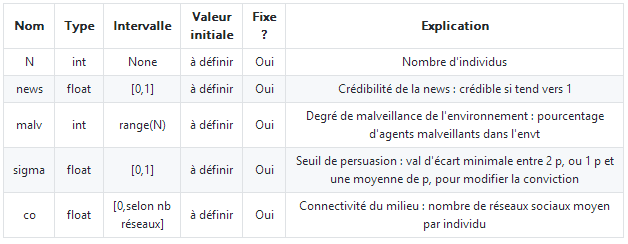 Nom Type Intervalle Valeur initiale Fixe ? Explication
N int None à définir Oui Nombre d'individus
news float [0,1] à définir Oui Crédibilité de la news : crédible si tend vers 1
malv int range(N) à définir Oui Degré de malveillance de l'environnement : pourcentage
d'agents malveillants dans l'envt
sigma float [0,1] à définir Oui Seuil de persuasion : val d'écart minimale entre 2 p, ou 1 p et
une moyenne de p, pour modifier la conviction
co float [0,selon nb réseaux] à définir Oui Connectivité du milieu : nombre de réseaux sociaux moyen
par individu